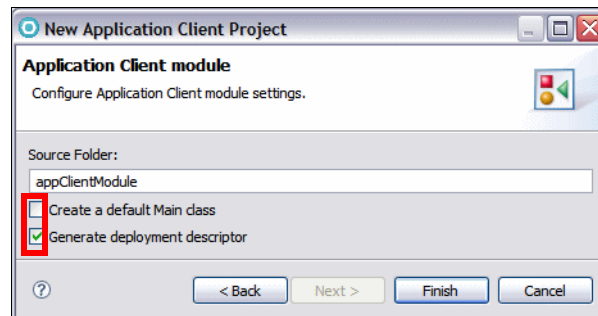 New Application Client Project
Application Client module
Configure Application Client module settings.
Source Folder:
appClientModule
Create a default Main class
Generate deployment descriptor
? < Back Next > Finish Cancel